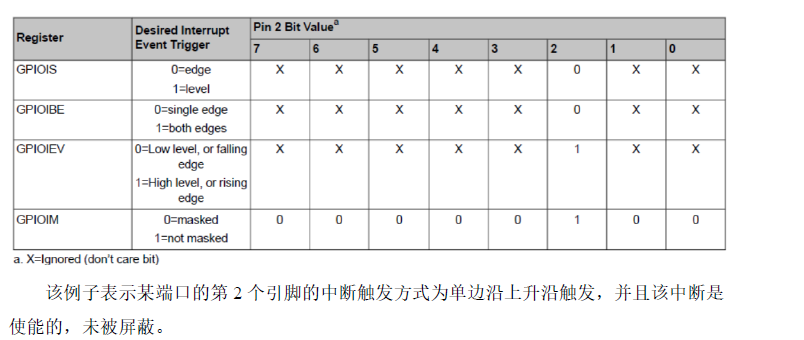 Register Desired Interrupt Event Trigger Pin 2 Bit Valueᵃ
7 6 5 4 3 2 1 0
GPIOIS 0=edge X X X X X 0 X X
1=level
GPIOIBE 0=single edge X X X X X 0 X X
1=both edges
GPIOIEV 0=Low level, or falling edge X X X X X 1 X X
1=High level, or rising edge
GPIOIM 0=masked 0 0 0 0 0 1 0 0
1=not masked
a. X=Ignored (don't care bit)
该例子表示某端口的第 2 个引脚的中断触发方式为单边沿上升沿触发，并且该中断是
使能的，未被屏蔽。